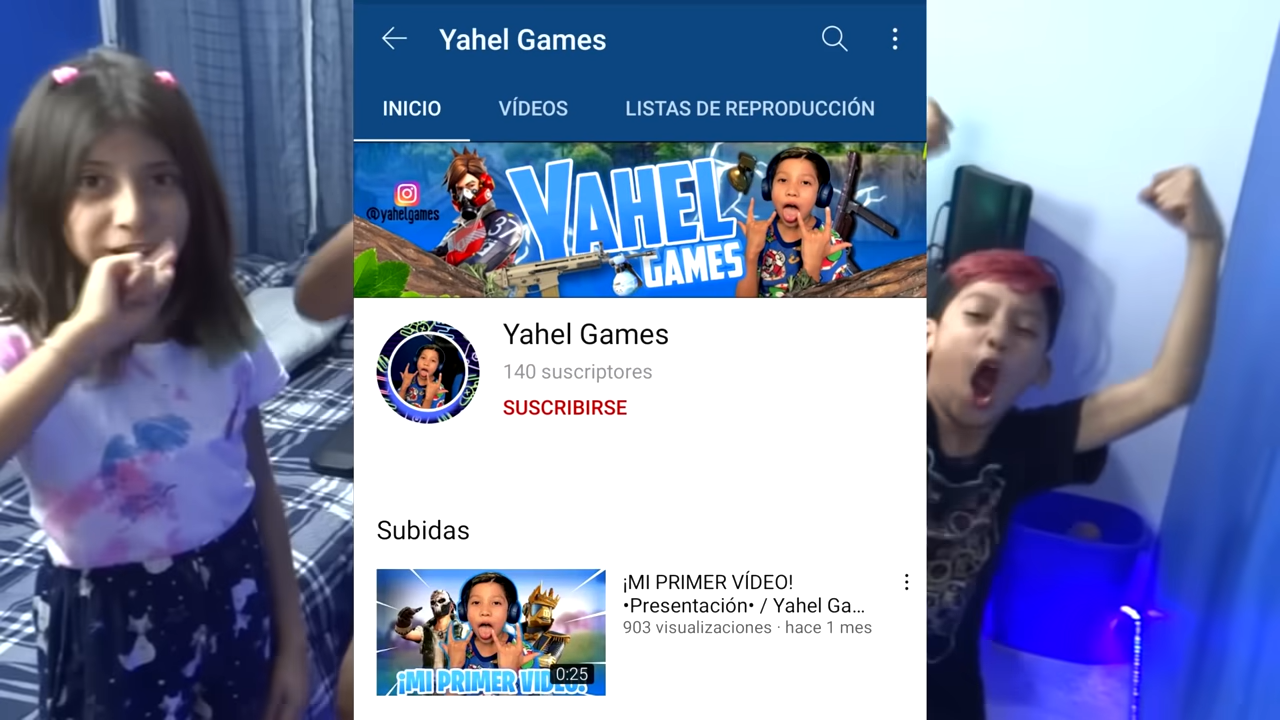 Yahel Games
INICIO
VÍDEOS
LISTAS DE REPRODUCCIÓN
@yahelgames
YAHEL
GAMES
Yahel Games
140 suscriptores
SUSCRIBIRSE
Subidas
¡MI PRIMER VÍDEO!
•Presentación• / Yahel Ga...
903 visualizaciones · hace 1 mes
¡MI PRIMER VIDEO!
0:25